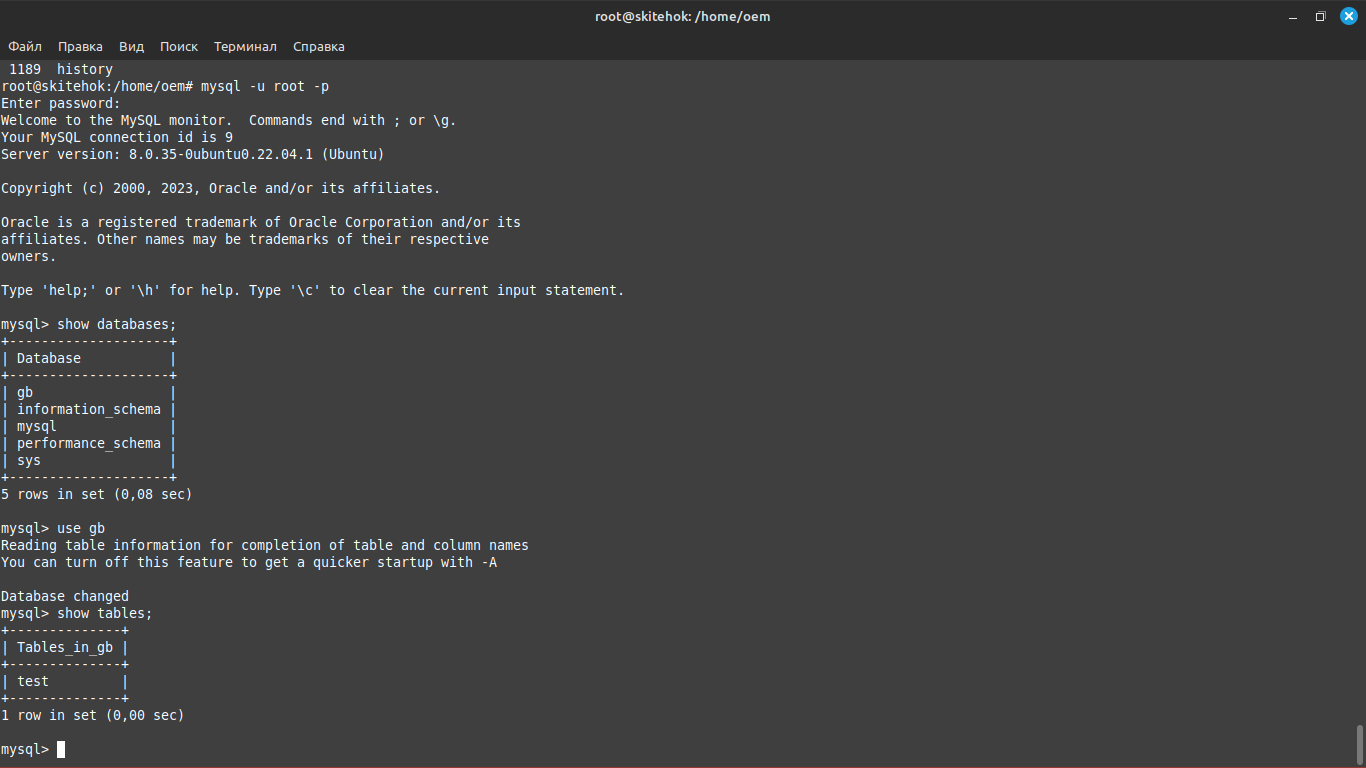 root@skitehok: /home/oem
Файл Правка Вид Поиск Терминал Справка
 1189  history
root@skitehok:/home/oem# mysql -u root -p
Enter password:
Welcome to the MySQL monitor.  Commands end with ; or \g.
Your MySQL connection id is 9
Server version: 8.0.35-0ubuntu0.22.04.1 (Ubuntu)

Copyright (c) 2000, 2023, Oracle and/or its affiliates.

Oracle is a registered trademark of Oracle Corporation and/or its
affiliates. Other names may be trademarks of their respective
owners.

Type 'help;' or '\h' for help. Type '\c' to clear the current input statement.

mysql> show databases;
+--------------------+
| Database           |
+--------------------+
| gb                 |
| information_schema |
| mysql              |
| performance_schema |
| sys                |
+--------------------+
5 rows in set (0,08 sec)

mysql> use gb
Reading table information for completion of table and column names
You can turn off this feature to get a quicker startup with -A

Database changed
mysql> show tables;
+--------------+
| Tables_in_gb |
+--------------+
| test         |
+--------------+
1 row in set (0,00 sec)

mysql>